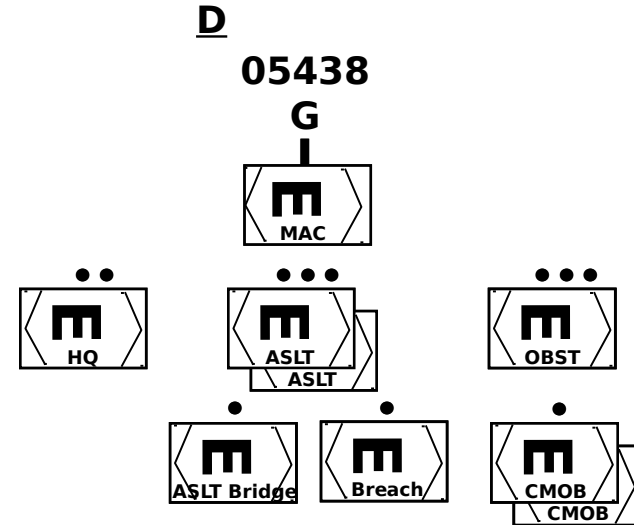 D
05438
G
MAC
HQ
ASLT
ASLT
OBST
ASLT Bridge
Breach
CMOB
CMOB